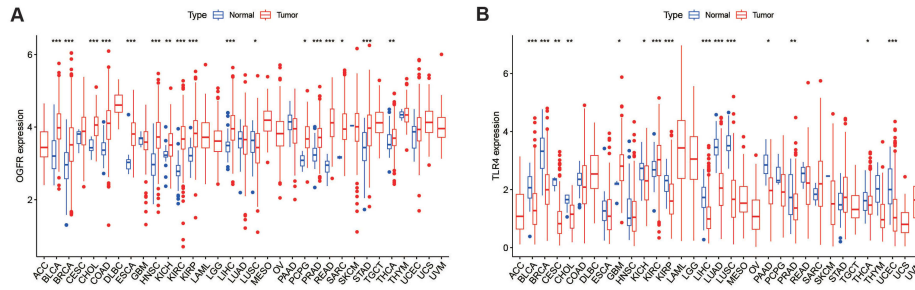 A
Type Normal Tumor
*** *** *** *** *** *** ** *** *** *** * * *** *** * *** **
OGFR expression
6
4
2
ACC BLCA BRCA CESC CHOL COAD DLBC ESCA GBM HNSC KICH KIRC KIRP LAML LGG LIHC LUAD LUSC MESO OV PAAD PCPG PRAD READ SARC SKCM STAD TGCT THCA THYM UCEC UCS UVM
B
Type Normal Tumor
*** *** ** ** * * *** *** *** *** *** * ** * ***
TLR4 expression
6
4
2
0
ACC BLCA BRCA CESC CHOL COAD DLBC ESCA GBM HNSC KICH KIRC KIRP LAML LGG LIHC LUAD LUSC MESO OV PAAD PCPG PRAD READ SARC SKCM STAD TGCT THCA THYM UCEC UCS